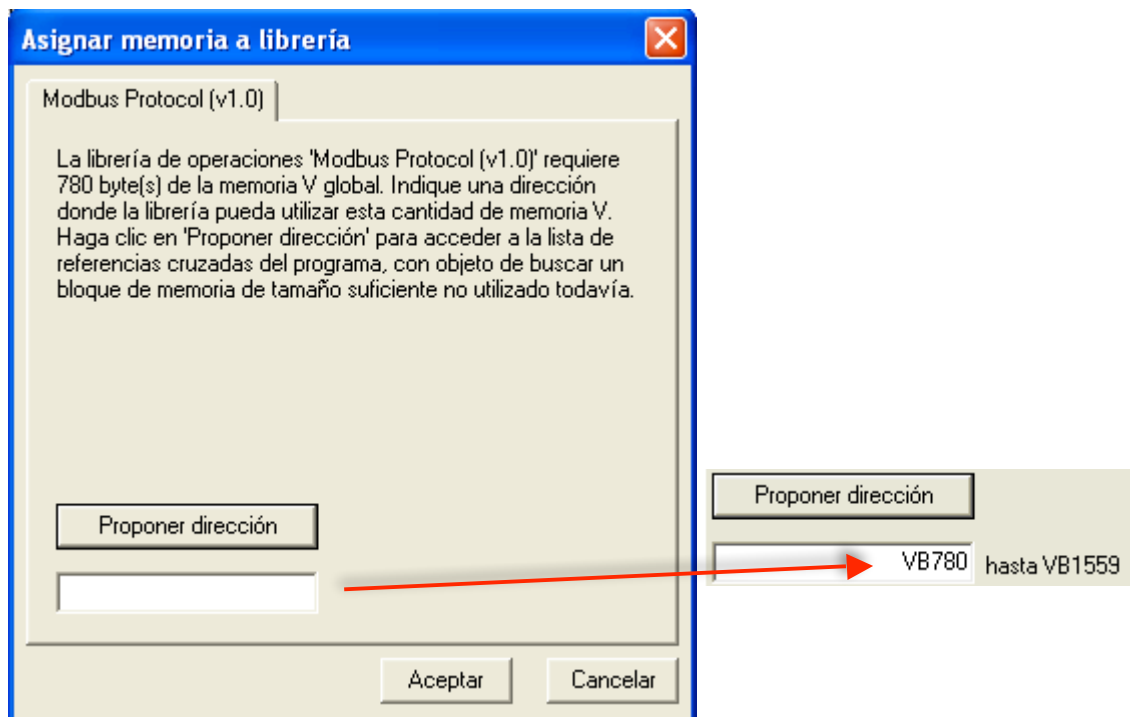 Asignar memoria a librería
Modbus Protocol (v1.0)
La librería de operaciones 'Modbus Protocol (v1.0)' requiere
780 byte(s) de la memoria V global. Indique una dirección
donde la librería pueda utilizar esta cantidad de memoria V.
Haga clic en 'Proponer dirección' para acceder a la lista de
referencias cruzadas del programa, con objeto de buscar un
bloque de memoria de tamaño suficiente no utilizado todavía.
Proponer dirección
Proponer dirección
VB780 hasta VB1559
Aceptar Cancelar